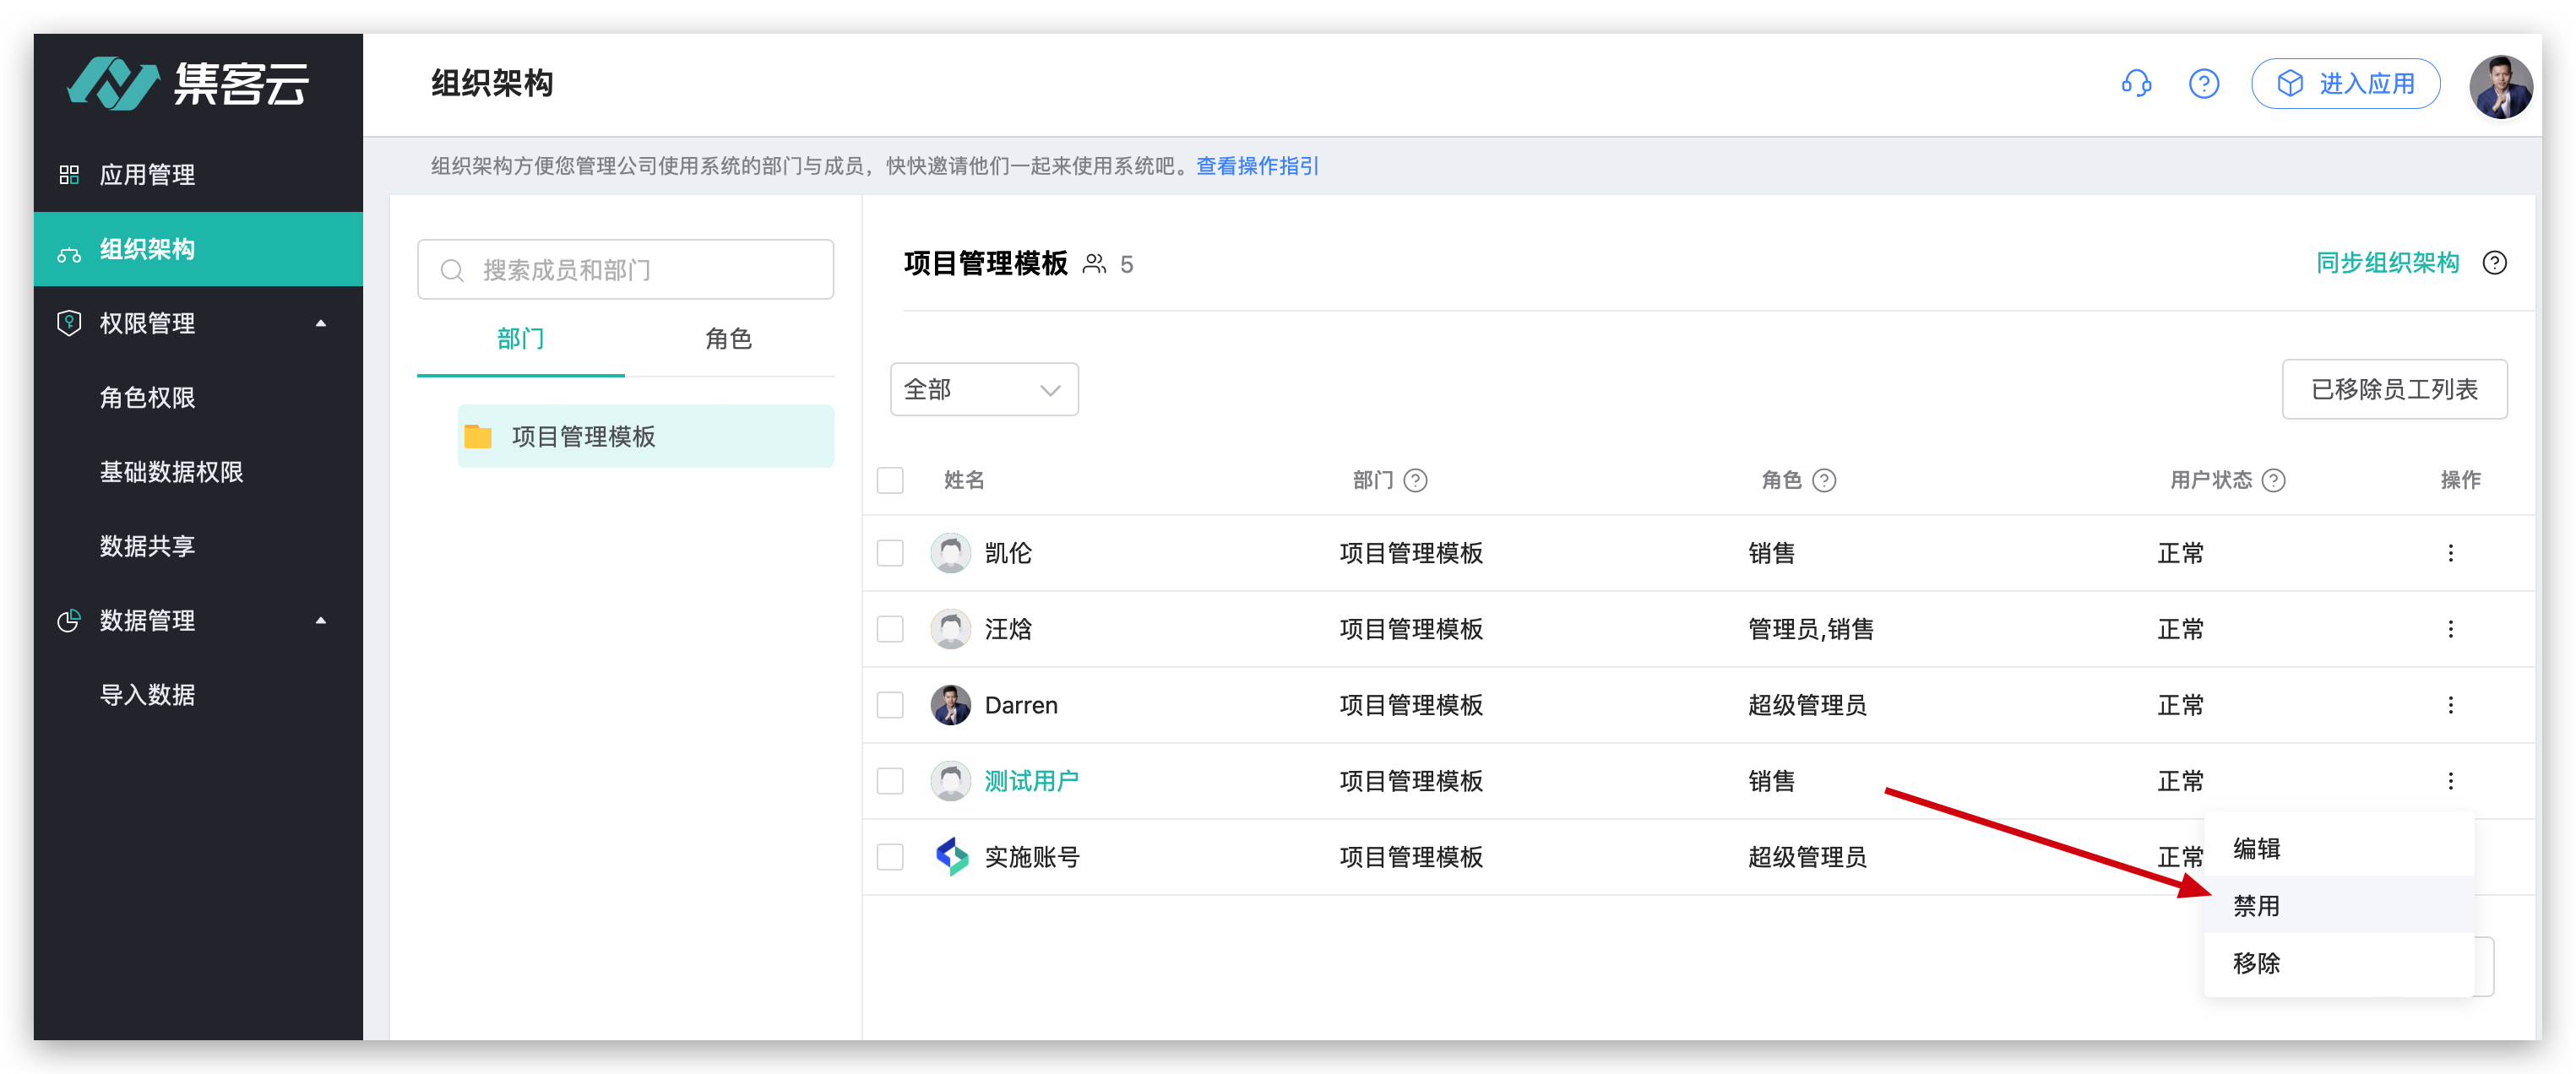 集客云
应用管理
组织架构
权限管理
角色权限
基础数据权限
数据共享
数据管理
导入数据
组织架构
进入应用
组织架构方便您管理公司使用系统的部门与成员，快快邀请他们一起来使用系统吧。查看操作指引
搜索成员和部门
部门 角色
项目管理模板
项目管理模板 5
同步组织架构
全部
已移除员工列表
姓名 部门 角色 用户状态 操作
凯伦 项目管理模板 销售 正常
汪焓 项目管理模板 管理员,销售 正常
Darren 项目管理模板 超级管理员 正常
测试用户 项目管理模板 销售 正常
实施账号 项目管理模板 超级管理员 正常
编辑
禁用
移除